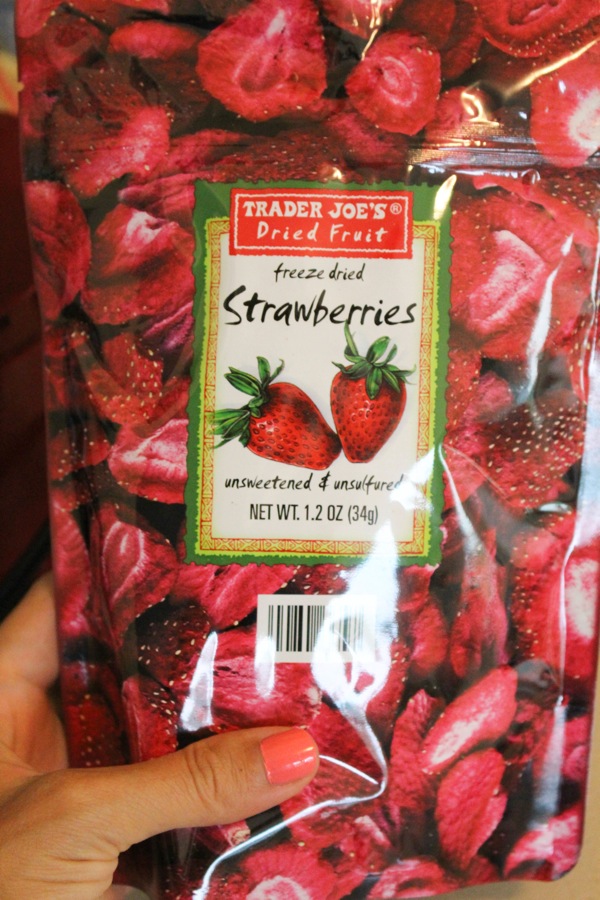 TRADER JOE'S®
Dried Fruit
freeze dried
Strawberries
unsweetened & unsulfured
NET WT. 1.2 OZ (34g)